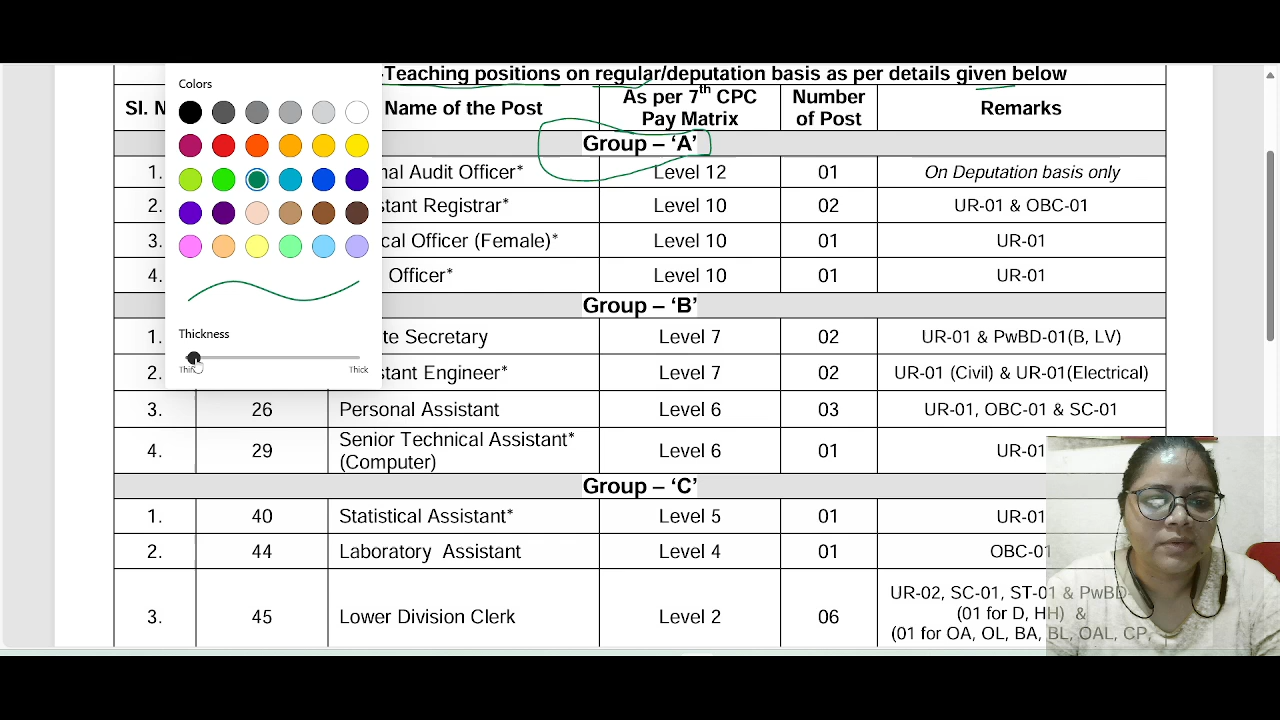 Colors
Thickness
Thick
-Teaching positions on regular/deputation basis as per details given below
Sl. N Name of the Post As per 7th CPC Pay Matrix Number of Post Remarks
Group – ‘A’
1. nal Audit Officer* Level 12 01 On Deputation basis only
2. stant Registrar* Level 10 02 UR-01 & OBC-01
3. cal Officer (Female)* Level 10 01 UR-01
4. Officer* Level 10 01 UR-01
Group – ‘B’
1. te Secretary Level 7 02 UR-01 & PwBD-01(B, LV)
2. stant Engineer* Level 7 02 UR-01 (Civil) & UR-01(Electrical)
3. 26 Personal Assistant Level 6 03 UR-01, OBC-01 & SC-01
4. 29 Senior Technical Assistant* (Computer) Level 6 01 UR-01
Group – ‘C’
1. 40 Statistical Assistant* Level 5 01 UR-01
2. 44 Laboratory Assistant Level 4 01 OBC-01
3. 45 Lower Division Clerk Level 2 06 UR-02, SC-01, ST-01 & PwBD-
(01 for D, HH) &
(01 for OA, OL, BA, BL, OAL, CP,